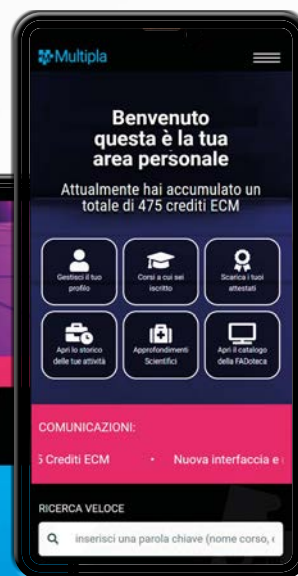 Multipla
Benvenuto
questa è la tua
area personale
Attualmente hai accumulato un
totale di 475 crediti ECM
Gestisci il tuo
profilo
Corsi a cui sei
iscritto
Scarica i tuoi
attestati
Apri lo storico
delle tue attività
Approfondimenti
Scientifici
Apri il catalogo
della FADoteca
COMUNICAZIONI:
5 Crediti ECM · Nuova interfaccia e
RICERCA VELOCE
inserisci una parola chiave (nome corso,